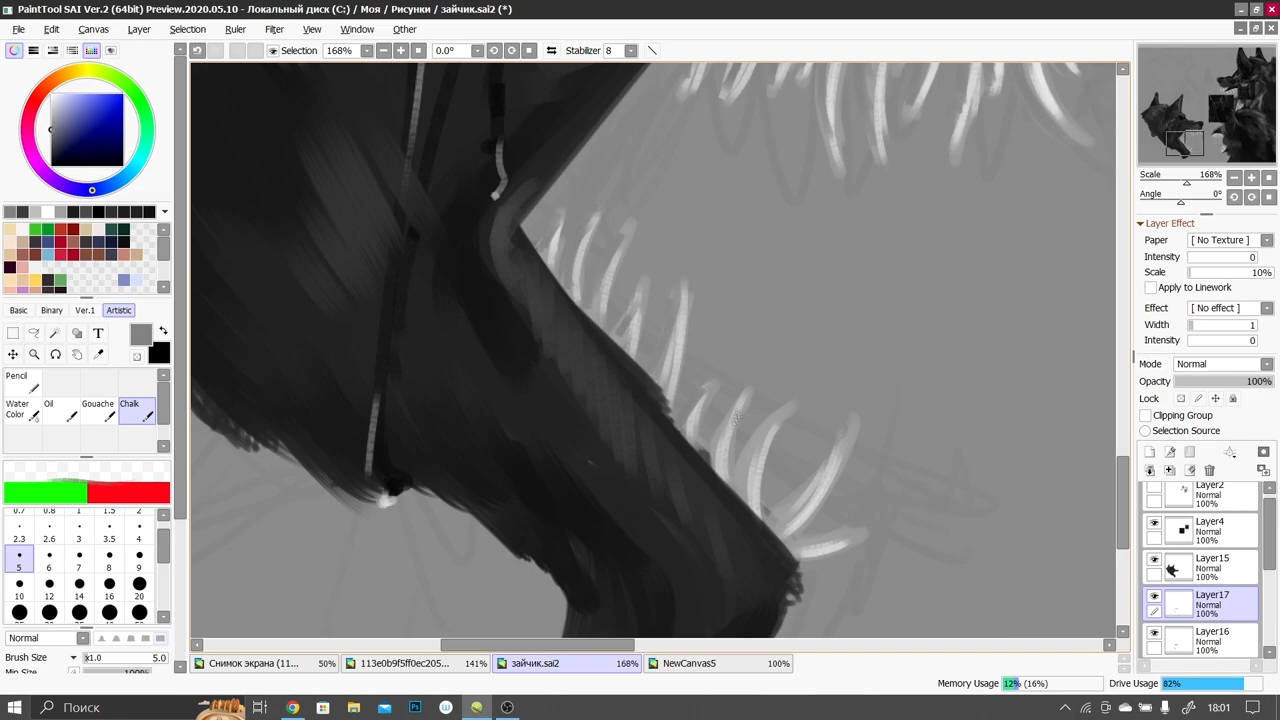 PaintTool SAI Ver.2 (64bit) Preview.2020.05.10 - Локальный диск (C:) / Моя / Рисунки / зайчик.sai2 (*)
File Edit Canvas Layer Selection Ruler Filter View Window Other
Selection 168% 0.0° Stabilizer 8
Scale 168%
Angle 0°
Layer Effect
Paper [ No Texture ]
Intensity 0
Scale 10%
Apply to Linework
Effect [ No effect ]
Width 1
Intensity 0
Mode Normal
Opacity 100%
Lock
Clipping Group
Selection Source
Layer2
Normal
100%
Layer4
Normal
100%
Layer15
Normal
100%
Layer17
Normal
100%
Layer16
Normal
100%
Basic Binary Ver.1 Artistic
T
Pencil
Water Color Oil Gouache Chalk
0.7 0.8 1 1.5 2
2.3 2.6 3 3.5 4
5 6 7 8 9
10 12 14 16 20
25 30 35 40 50
Normal
Brush Size x1.0 5.0
Min Size 100%
Снимок экрана (11... 50% 113e0b9f5ff0ec205... 141% зайчик.sai2 168% NewCanvas5 100%
Memory Usage 12% (16%) Drive Usage 82%
Поиск
Ps
W
18:01